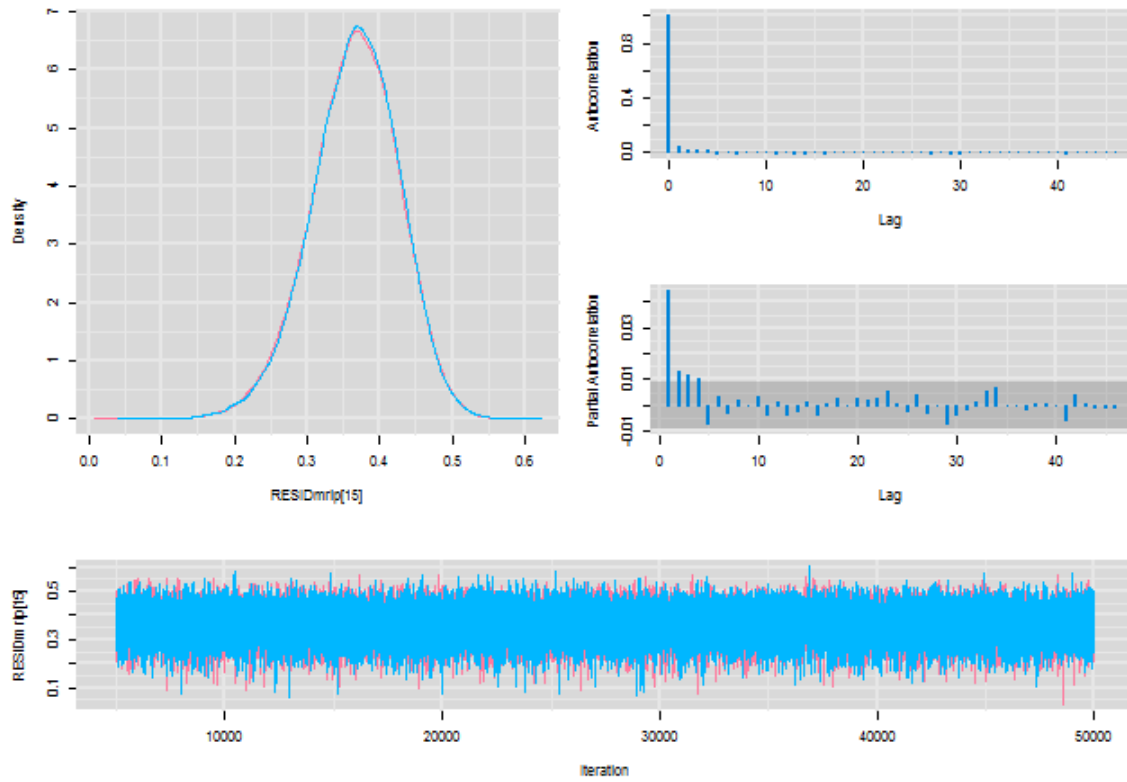 Density
0 1 2 3 4 5 6 7
0.0 0.1 0.2 0.3 0.4 0.5 0.6
RESIDmrip[15]
Autocorrelation
0.0 0.4 0.8
0 10 20 30 40
Lag
Partial Autocorrelation
-0.01 0.01 0.03
0 10 20 30 40
Lag
RESIDmrip[15]
0.1 0.3 0.5
10000 20000 30000 40000 50000
Iteration